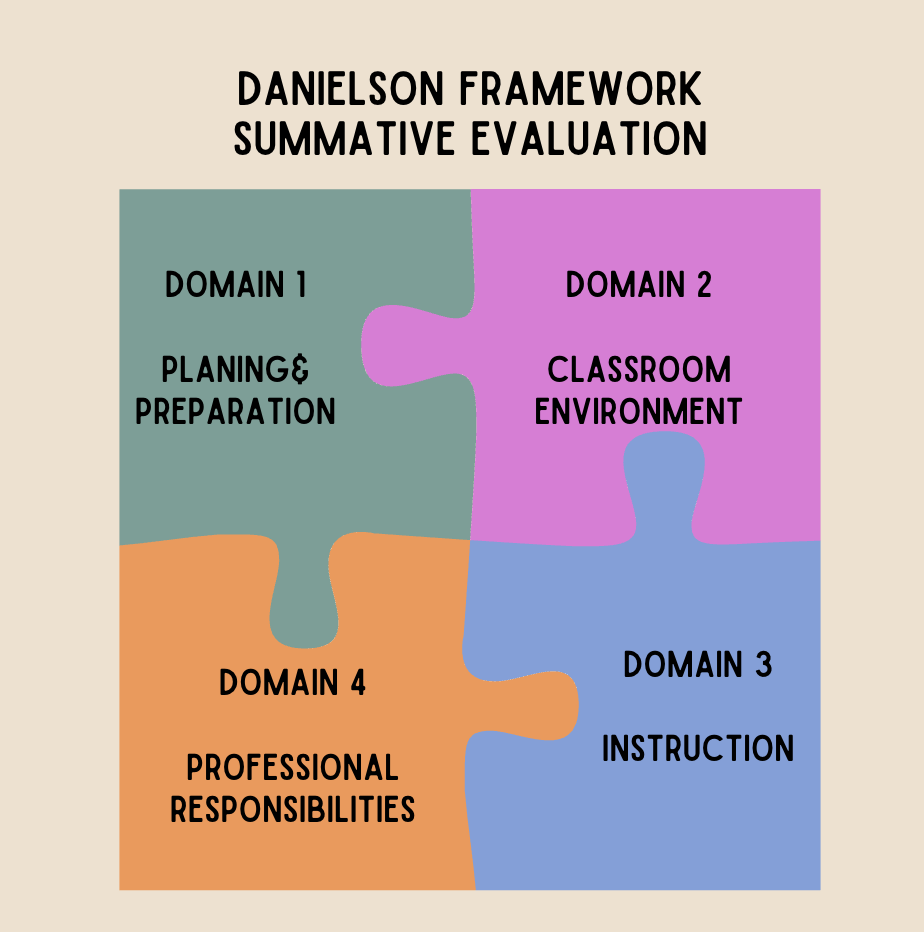 DANIELSON FRAMEWORK
SUMMATIVE EVALUATION
DOMAIN 1
PLANING&
PREPARATION
DOMAIN 2
CLASSROOM
ENVIRONMENT
DOMAIN 4
PROFESSIONAL
RESPONSIBILITIES
DOMAIN 3
INSTRUCTION